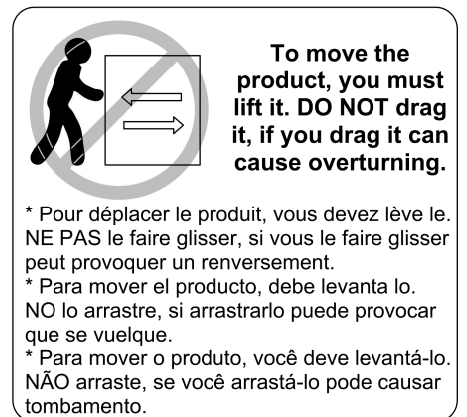 To move the
product, you must
lift it. DO NOT drag
it, if you drag it can
cause overturning.
* Pour déplacer le produit, vous devez lève le.
NE PAS le faire glisser, si vous le faire glisser
peut provoquer un renversement.
* Para mover el producto, debe levanta lo.
NO lo arrastre, si arrastrarlo puede provocar
que se vuelque.
* Para mover o produto, você deve levantá-lo.
NÃO arraste, se você arrastá-lo pode causar
tombamento.